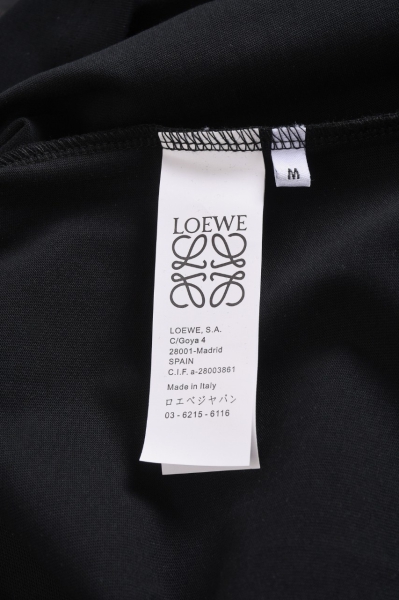 LOEWE
LOEWE, S.A.
C/Goya 4
28001-Madrid
SPAIN
C.I.F. a-28003861
Made in Italy
ロエベジャパン
03 - 6215 - 6116
M